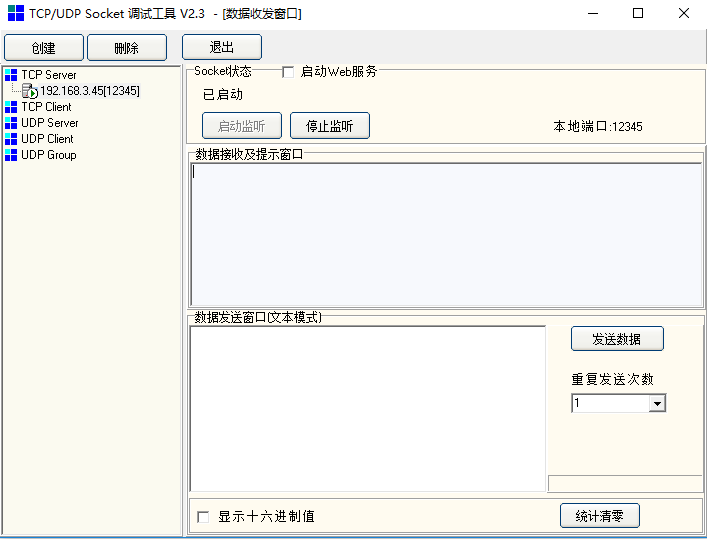 TCP/UDP Socket 调试工具 V2.3 - [数据收发窗口]
创建 删除 退出
TCP Server
192.168.3.45[12345]
TCP Client
UDP Server
UDP Client
UDP Group
Socket状态 启动Web服务
已启动
启动监听 停止监听 本地端口:12345
数据接收及提示窗口
数据发送窗口(文本模式)
发送数据
重复发送次数
1
显示十六进制值 统计清零